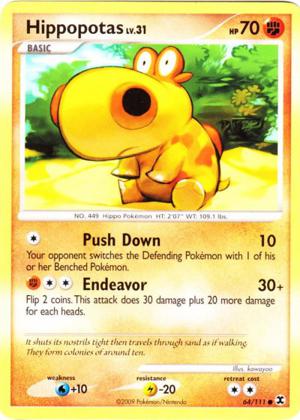 Hippopotas LV.31 HP 70
BASIC
NO. 449 Hippo Pokémon HT: 2'07" WT: 109.1 lbs.
Push Down 10
Your opponent switches the Defending Pokémon with 1 of his
or her Benched Pokémon.
Endeavor 30+
Flip 2 coins. This attack does 30 damage plus 20 more damage
for each heads.
Illus. kawayoo
It shuts its nostrils tight then travels through sand as if walking.
They form colonies of around ten.
weakness resistance retreat cost
+10 -20
©2009 Pokémon/Nintendo 64/111